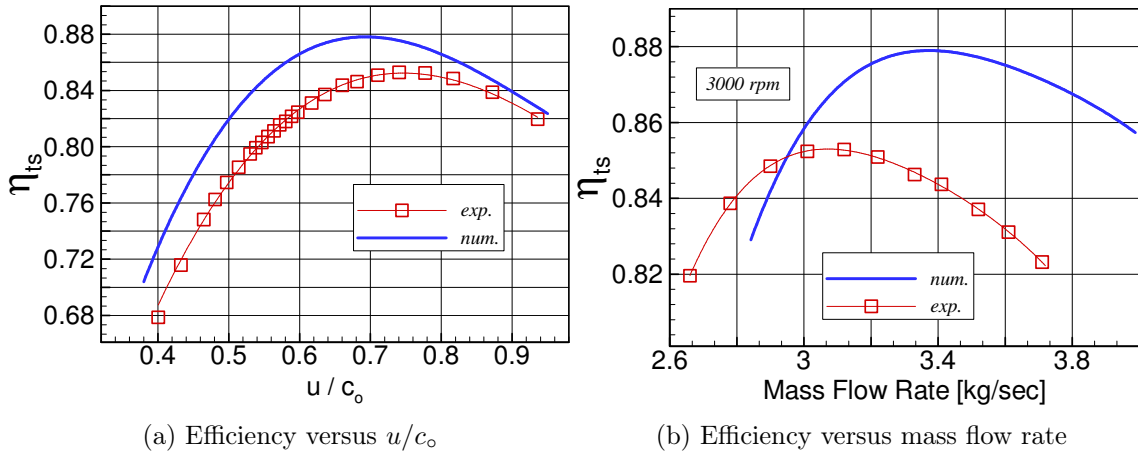 0.88
0.84
0.80
0.76
0.72
0.68
η_ts
exp.
num.
0.4 0.5 0.6 0.7 0.8 0.9
u / c_o
(a) Efficiency versus u/c_∘
0.88
0.86
0.84
0.82
η_ts
3000 rpm
num.
exp.
2.6 3 3.4 3.8
Mass Flow Rate [kg/sec]
(b) Efficiency versus mass flow rate